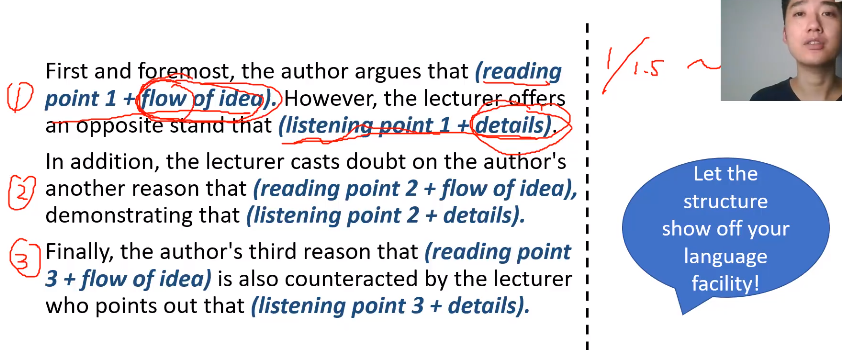 First and foremost, the author argues that (reading
point 1 + flow of idea). However, the lecturer offers
an opposite stand that (listening point 1 + details).
In addition, the lecturer casts doubt on the author's
another reason that (reading point 2 + flow of idea),
demonstrating that (listening point 2 + details).
Finally, the author's third reason that (reading point
3 + flow of idea) is also counteracted by the lecturer
who points out that (listening point 3 + details).
1
2
3
1/1.5 ~
Let the
structure
show off your
language
facility!